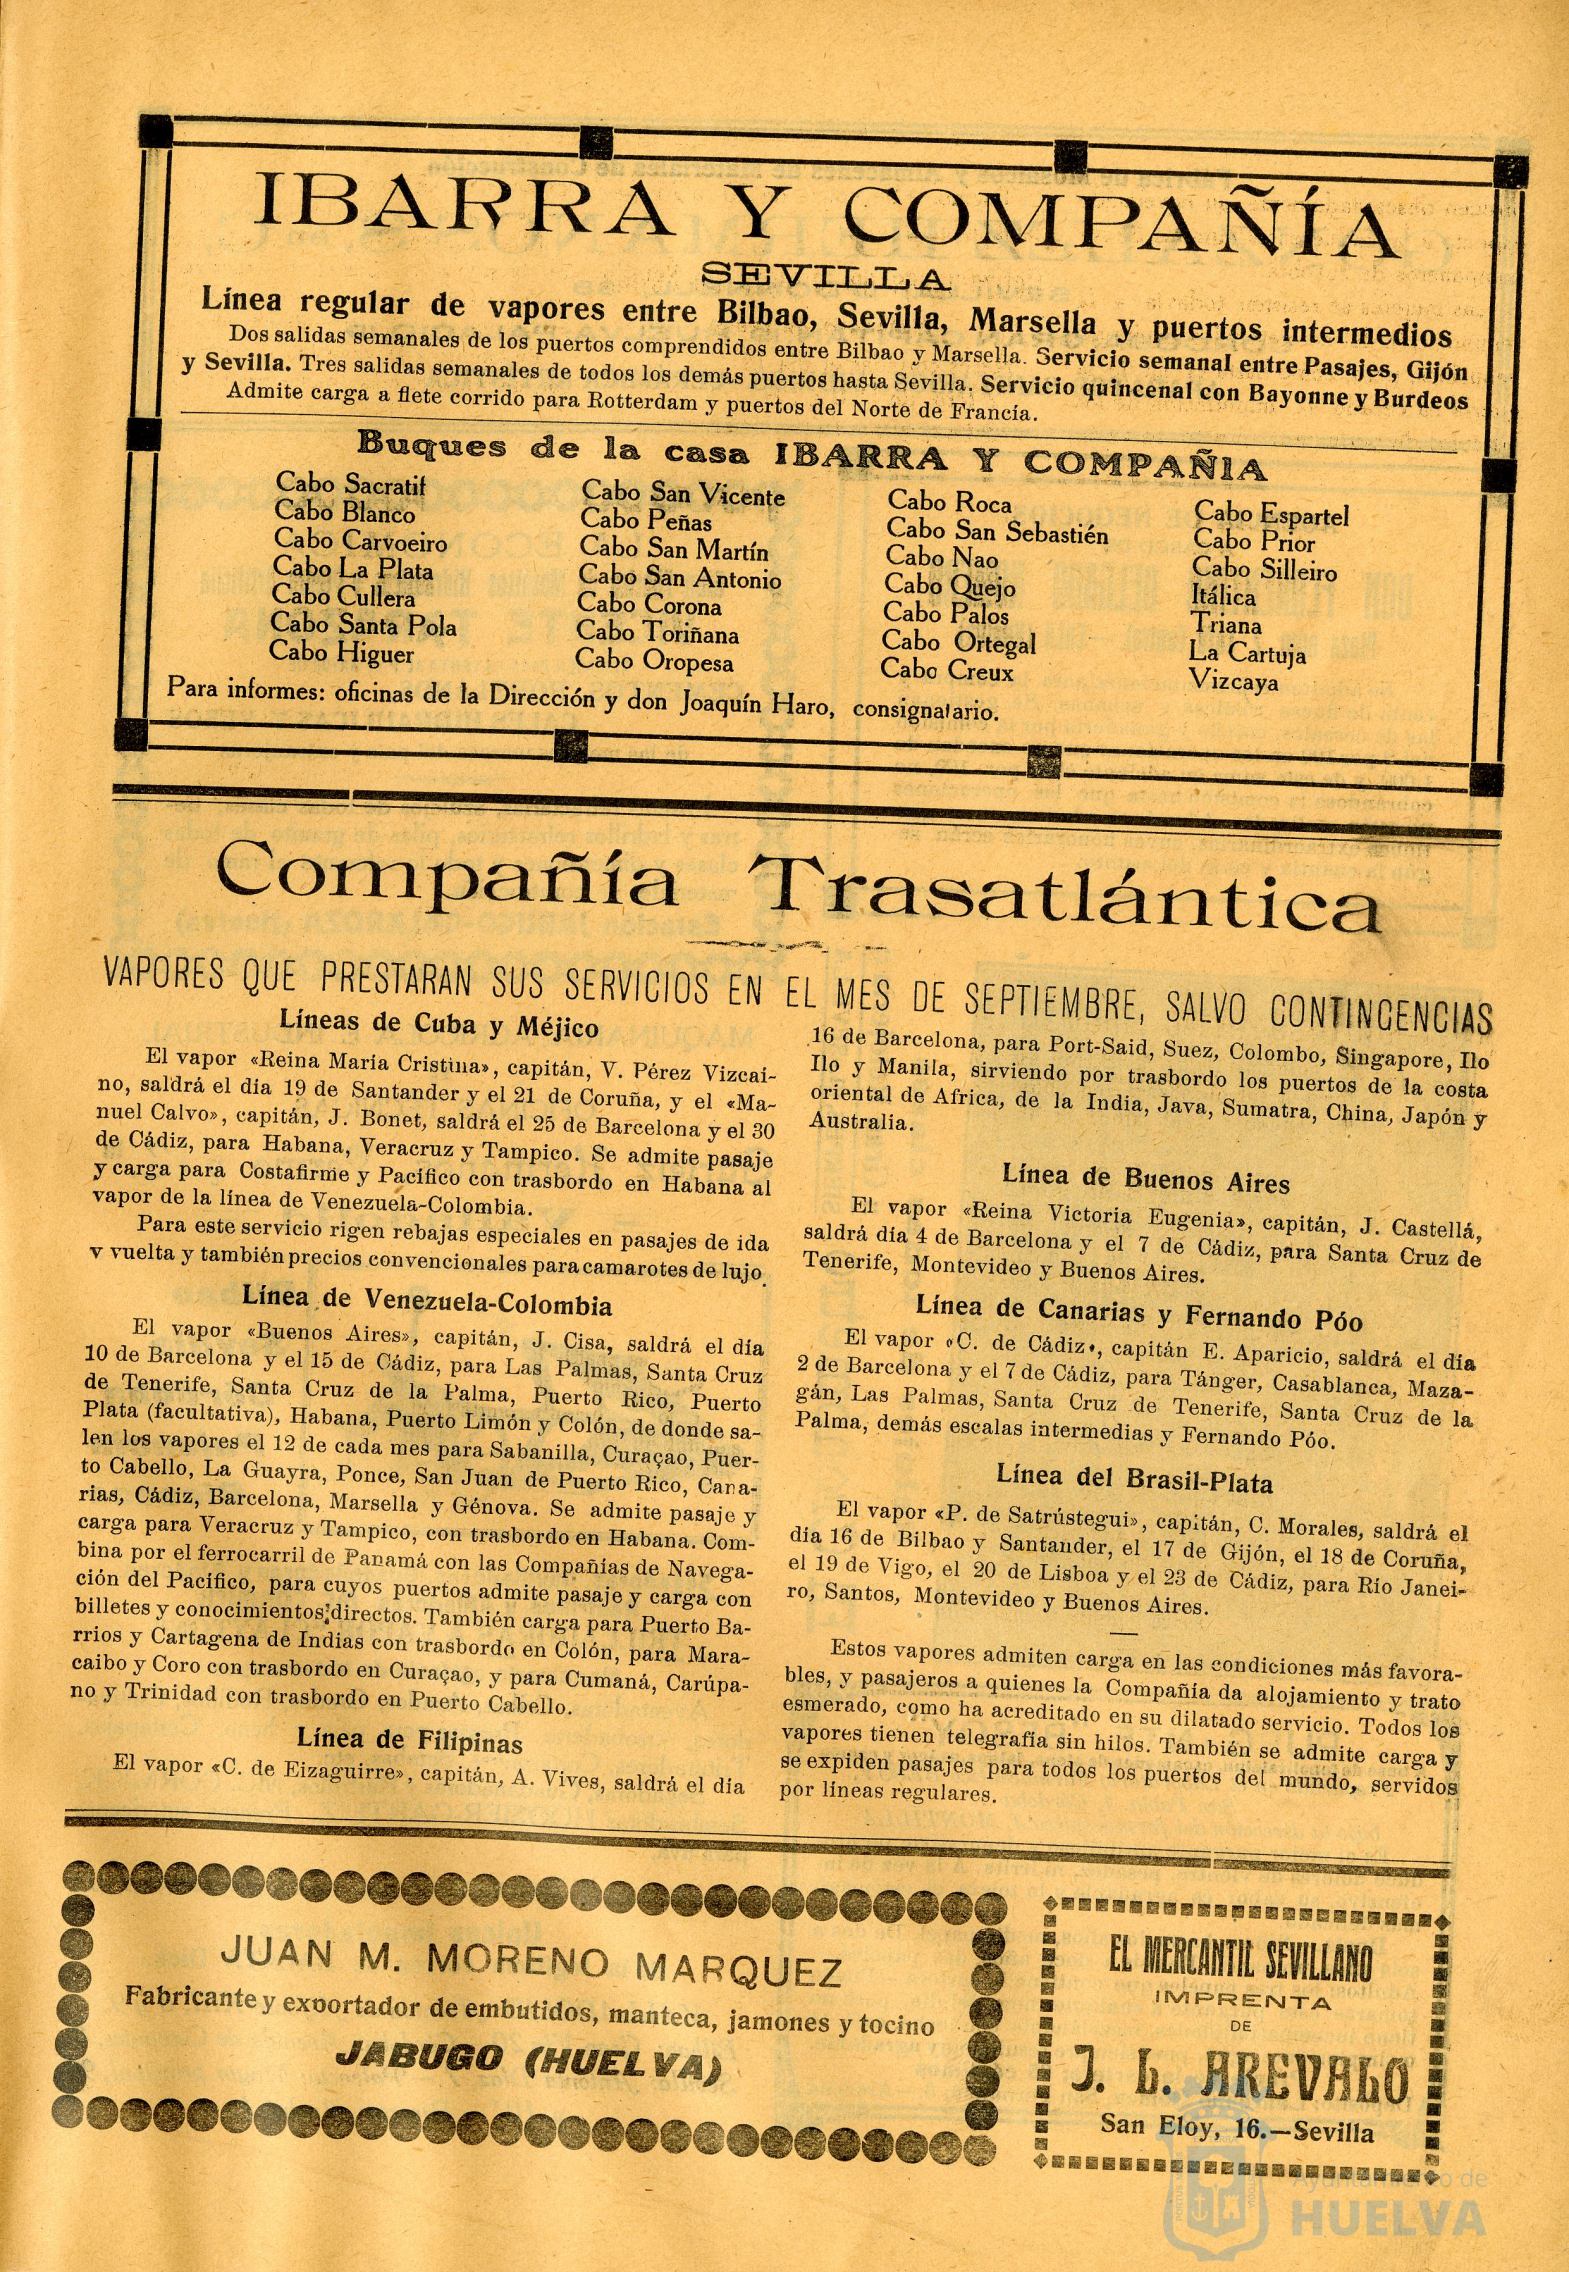 IBARRA Y COMPAÑÍA
SEVILLA
Línea regular de vapores entre Bilbao, Sevilla, Marsella y puertos intermedios
Dos salidas semanales de los puertos comprendidos entre Bilbao y Marsella. Servicio semanal entre Pasajes, Gijón
y Sevilla. Tres salidas semanales de todos los demás puertos hasta Sevilla. Servicio quincenal con Bayonne y Burdeos
Admite carga a flete corrido para Rotterdam y puertos del Norte de Francia.
Buques de la casa IBARRA Y COMPAÑIA
Cabo Sacratif
Cabo Blanco
Cabo Carvoeiro
Cabo La Plata
Cabo Cullera
Cabo Santa Pola
Cabo Higuer
Cabo San Vicente
Cabo Peñas
Cabo San Martín
Cabo San Antonio
Cabo Corona
Cabo Toriñana
Cabo Oropesa
Cabo Roca
Cabo San Sebastién
Cabo Nao
Cabo Quejo
Cabo Palos
Cabo Ortegal
Cabo Creux
Cabo Espartel
Cabo Prior
Cabo Silleiro
Itálica
Triana
La Cartuja
Vizcaya
Para informes: oficinas de la Dirección y don Joaquín Haro, consignatario.
Compañía Trasatlántica
VAPORES QUE PRESTARAN SUS SERVICIOS EN EL MES DE SEPTIEMBRE, SALVO CONTINGENCIAS
Líneas de Cuba y Méjico
El vapor «Reina Maria Cristina», capitán, V. Pérez Vizcai-
no, saldrá el día 19 de Santander y el 21 de Coruña, y el «Ma-
nuel Calvo», capitán, J. Bonet, saldrá el 25 de Barcelona y el 30
de Cádiz, para Habana, Veracruz y Tampico. Se admite pasaje
y carga para Costafirme y Pacífico con trasbordo en Habana al
vapor de la línea de Venezuela-Colombia.
Para este servicio rigen rebajas especiales en pasajes de ida
y vuelta y también precios convencionales para camarotes de lujo.
Línea de Venezuela-Colombia
El vapor «Buenos Aires», capitán, J. Cisa, saldrá el día
10 de Barcelona y el 15 de Cádiz, para Las Palmas, Santa Cruz
de Tenerife, Santa Cruz de la Palma, Puerto Rico, Puerto
Plata (facultativa), Habana, Puerto Limón y Colón, de donde sa-
len los vapores el 12 de cada mes para Sabanilla, Curaçao, Puer-
to Cabello, La Guayra, Ponce, San Juan de Puerto Rico, Cana-
rias, Cádiz, Barcelona, Marsella y Génova. Se admite pasaje y
carga para Veracruz y Tampico, con trasbordo en Habana. Com-
bina por el ferrocarril de Panamá con las Compañías de Navega-
ción del Pacífico, para cuyos puertos admite pasaje y carga con
billetes y conocimientos directos. También carga para Puerto Ba-
rrios y Cartagena de Indias con trasbordo en Colón, para Mara-
caibo y Coro con trasbordo en Curaçao, y para Cumaná, Carúpa-
no y Trinidad con trasbordo en Puerto Cabello.
Línea de Filipinas
El vapor «C. de Eizaguirre», capitán, A. Vives, saldrá el día
16 de Barcelona, para Port-Said, Suez, Colombo, Singapore, Ilo
Ilo y Manila, sirviendo por trasbordo los puertos de la costa
oriental de Africa, de la India, Java, Sumatra, China, Japón y
Australia.
Línea de Buenos Aires
El vapor «Reina Victoria Eugenia», capitán, J. Castellá,
saldrá día 4 de Barcelona y el 7 de Cádiz, para Santa Cruz de
Tenerife, Montevideo y Buenos Aires.
Línea de Canarias y Fernando Póo
El vapor «C. de Cádiz», capitán E. Aparicio, saldrá el día
2 de Barcelona y el 7 de Cádiz, para Tánger, Casablanca, Maza-
gán, Las Palmas, Santa Cruz de Tenerife, Santa Cruz de la
Palma, demás escalas intermedias y Fernando Póo.
Línea del Brasil-Plata
El vapor «P. de Satrústegui», capitán, C. Morales, saldrá el
día 16 de Bilbao y Santander, el 17 de Gijón, el 18 de Coruña,
el 19 de Vigo, el 20 de Lisboa y el 23 de Cádiz, para Río Janei-
ro, Santos, Montevideo y Buenos Aires.
Estos vapores admiten carga en las condiciones más favora-
bles, y pasajeros a quienes la Compañía da alojamiento y trato
esmerado, como ha acreditado en su dilatado servicio. Todos los
vapores tienen telegrafía sin hilos. También se admite carga y
se expiden pasajes para todos los puertos del mundo, servidos
por líneas regulares.
JUAN M. MORENO MARQUEZ
Fabricante y exportador de embutidos, manteca, jamones y tocino
JABUGO (HUELVA)
EL MERCANTIL SEVILLANO
IMPRENTA
DE
J. L. AREVALO
San Eloy, 16.—Sevilla
Ayuntamiento de
HUELVA